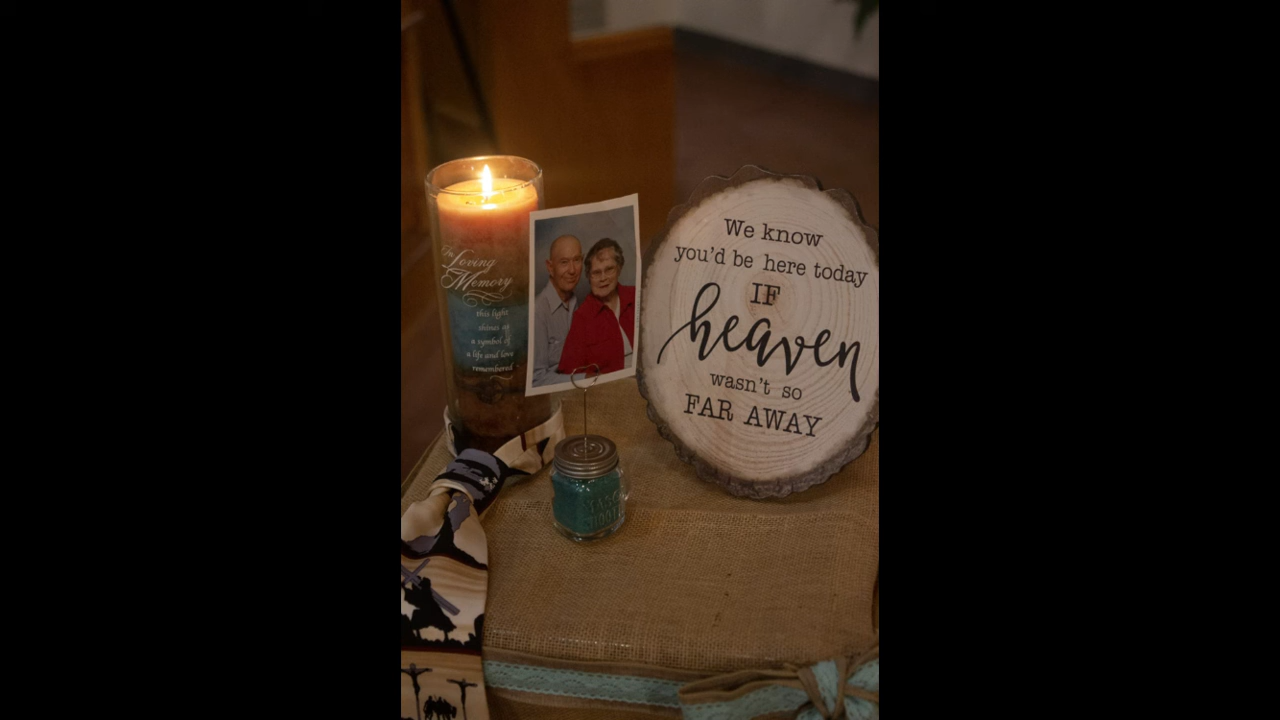 In
Loving
Memory
this light
shines as
a symbol of
a life and love
remembered
We know
you'd be here today
IF
heaven
wasn't so
FAR AWAY